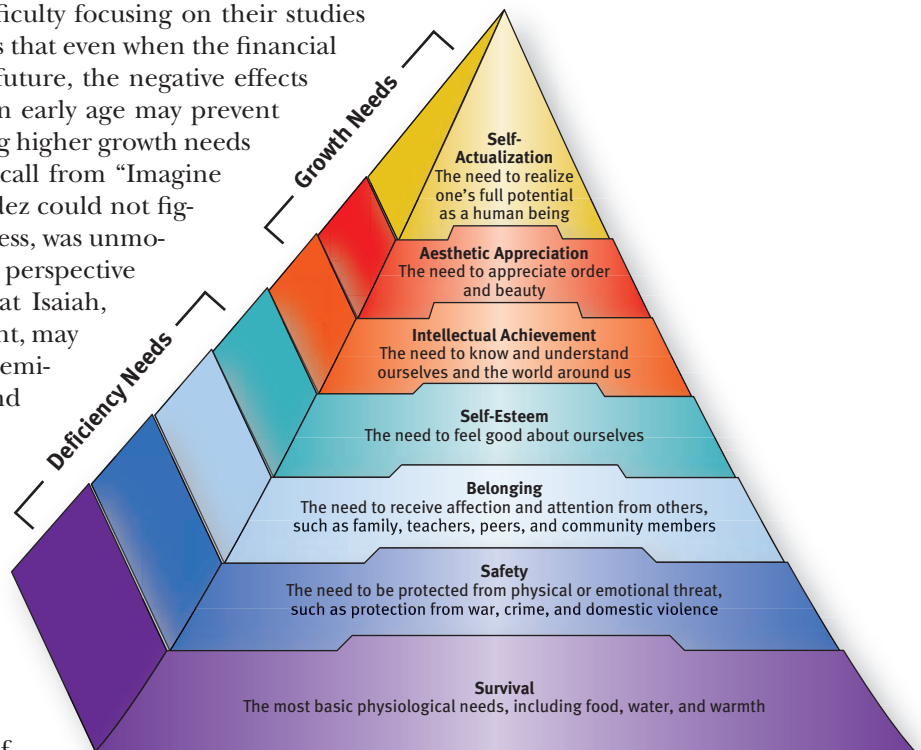 ficulty focusing on their studies
s that even when the financial
future, the negative effects
n early age may prevent
g higher growth needs
call from “Imagine
dez could not fig-
ess, was unmo-
perspective
at Isaiah,
nt, may
emi-
nd
f
Growth Needs
Deficiency Needs
Self-
Actualization
The need to realize
one's full potential
as a human being
Aesthetic Appreciation
The need to appreciate order
and beauty
Intellectual Achievement
The need to know and understand
ourselves and the world around us
Self-Esteem
The need to feel good about ourselves
Belonging
The need to receive affection and attention from others,
such as family, teachers, peers, and community members
Safety
The need to be protected from physical or emotional threat,
such as protection from war, crime, and domestic violence
Survival
The most basic physiological needs, including food, water, and warmth